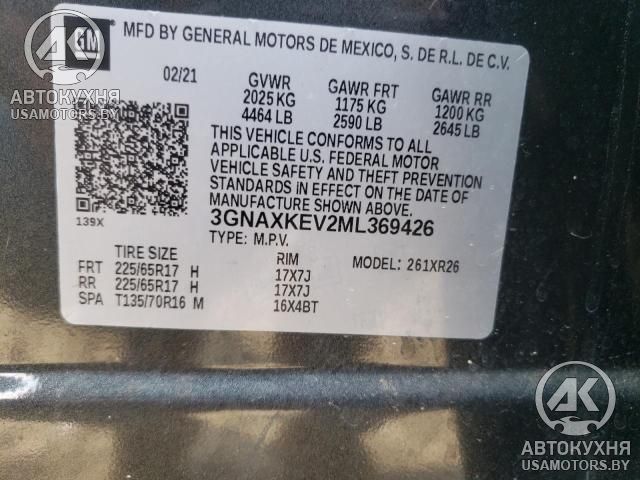 GM
MFD BY GENERAL MOTORS DE MEXICO, S. DE R.L. DE C.V.
02/21
GVWR
2025 KG
4464 LB
GAWR FRT
1175 KG
2590 LB
GAWR RR
1200 KG
2645 LB
THIS VEHICLE CONFORMS TO ALL
APPLICABLE U.S. FEDERAL MOTOR
VEHICLE SAFETY AND THEFT PREVENTION
STANDARDS IN EFFECT ON THE DATE OF
MANUFACTURE SHOWN ABOVE.
3GNAXKEV2ML369426
TYPE: M.P.V.
139X
TIRE SIZE
RIM
MODEL: 261XR26
FRT 225/65R17 H 17X7J
RR 225/65R17 H 17X7J
SPA T135/70R16 M 16X4BT
АК
АВТОКУХНЯ
USAMOTORS.BY
АК
АВТОКУХНЯ
USAMOTORS.BY